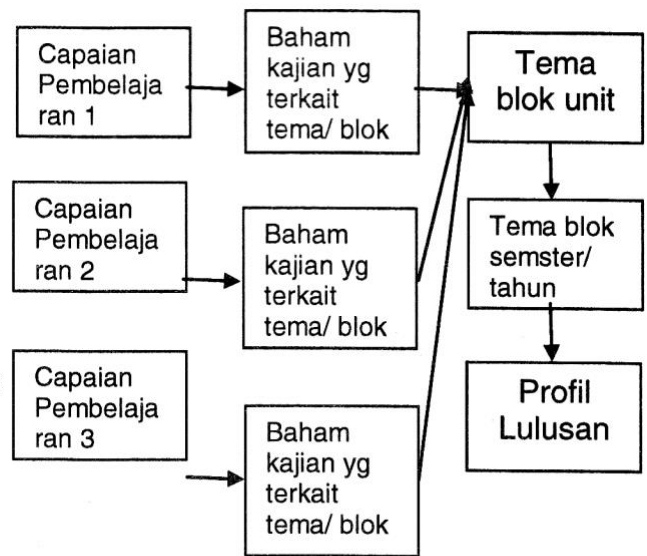 Capaian
Pembelaja
ran 1
Baham
kajian yg
terkait
tema/ blok
Tema
blok unit
Capaian
Pembelaja
ran 2
Baham
kajian yg
terkait
tema/ blok
Tema blok
semster/
tahun
Capaian
Pembelaja
ran 3
Baham
kajian yg
terkait
tema/ blok
Profil
Lulusan